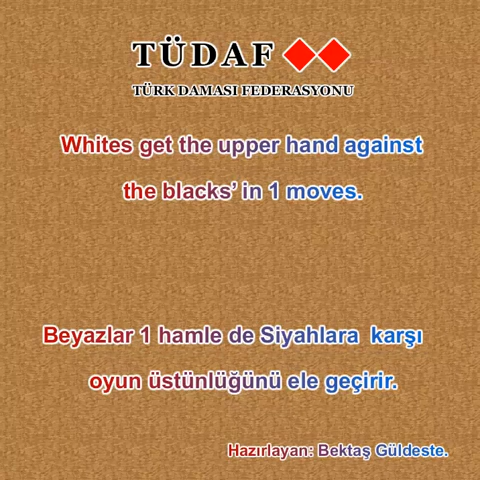 TÜDAF
TÜRK DAMASI FEDERASYONU
Whites get the upper hand against
the blacks’ in 1 moves.
Beyazlar 1 hamle de Siyahlara karşı
oyun üstünlüğünü ele geçirir.
Hazırlayan: Bektaş Güldeste.